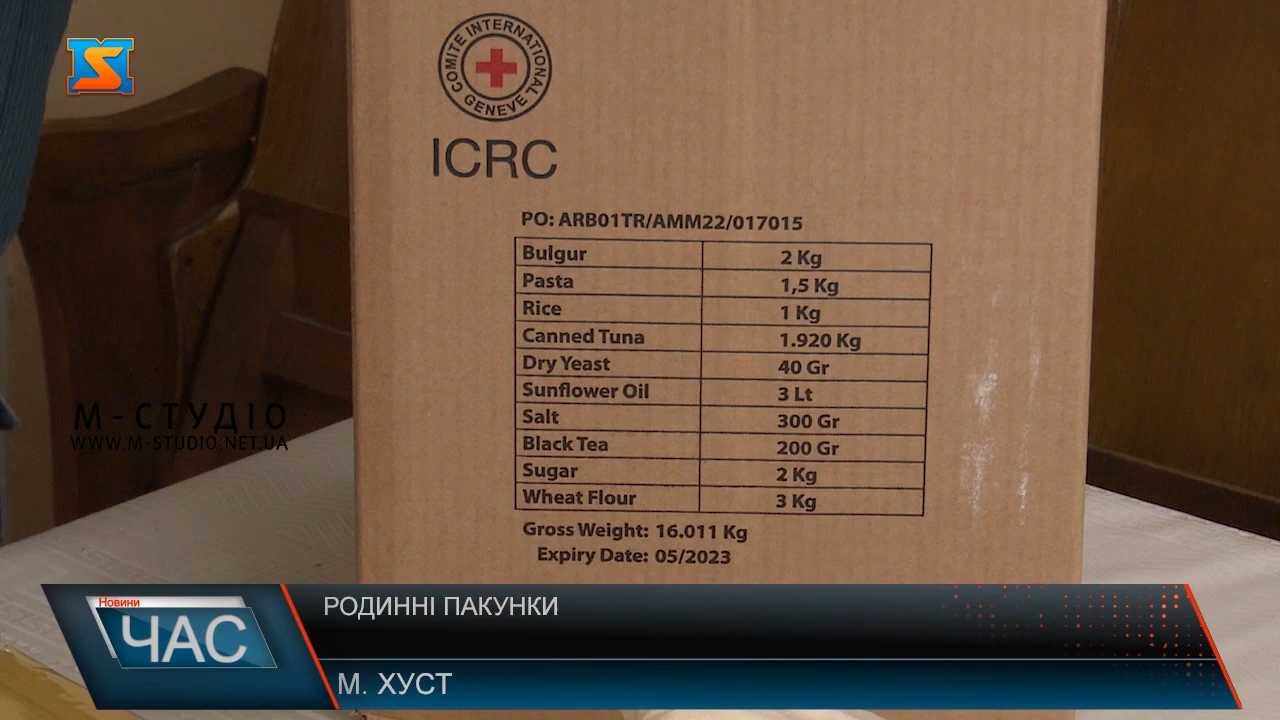 COMITE INTERNATIONAL GENEVE
ICRC
PO: ARB01TR/AMM22/017015
Bulgur 2 Kg
Pasta 1,5 Kg
Rice 1 Kg
Canned Tuna 1.920 Kg
Dry Yeast 40 Gr
Sunflower Oil 3 Lt
Salt 300 Gr
Black Tea 200 Gr
Sugar 2 Kg
Wheat Flour 3 Kg
Gross Weight: 16.011 Kg
Expiry Date: 05/2023
М-СТУДІО
WWW.M-STUDIO.NET.UA
Новини
ЧАС
РОДИННІ ПАКУНКИ
М. ХУСТ